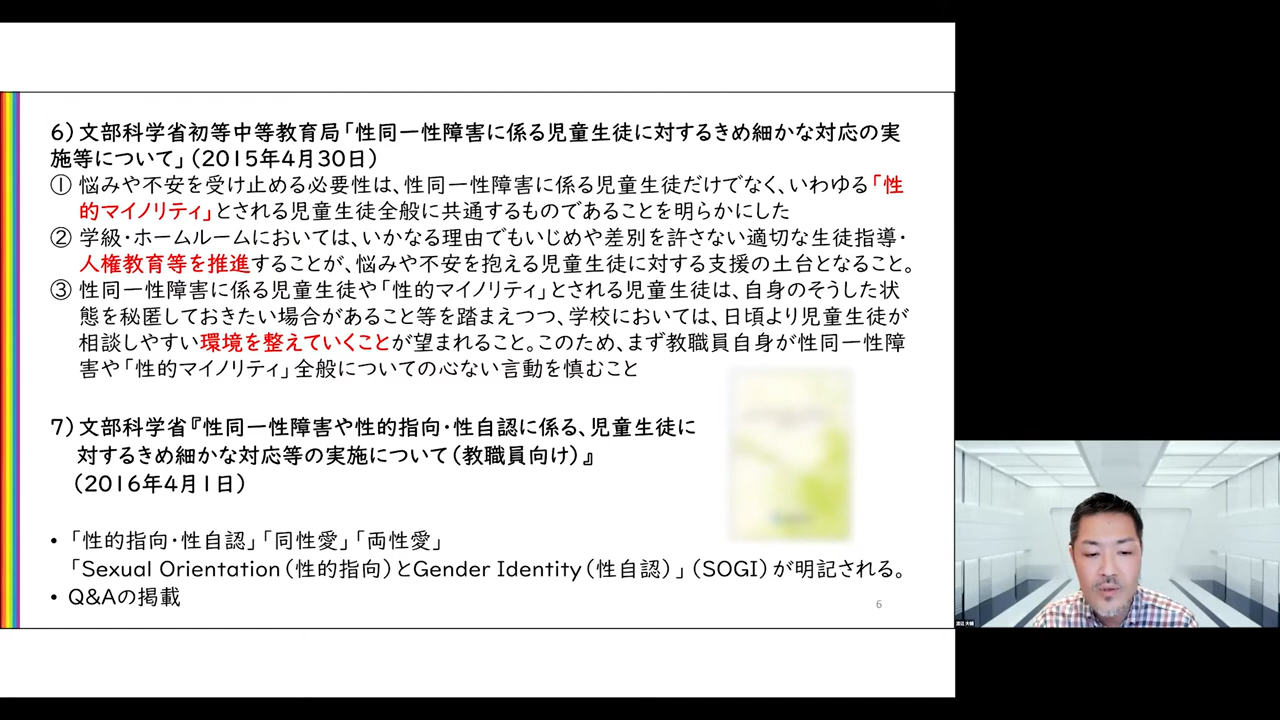 6）文部科学省初等中等教育局「性同一性障害に係る児童生徒に対するきめ細かな対応の実
施等について」（2015年4月30日）
① 悩みや不安を受け止める必要性は、性同一性障害に係る児童生徒だけでなく、いわゆる「性
的マイノリティ」とされる児童生徒全般に共通するものであることを明らかにした
② 学級・ホームルームにおいては、いかなる理由でもいじめや差別を許さない適切な生徒指導・
人権教育等を推進することが、悩みや不安を抱える児童生徒に対する支援の土台となること。
③ 性同一性障害に係る児童生徒や「性的マイノリティ」とされる児童生徒は、自身のそうした状
態を秘匿しておきたい場合があること等を踏まえつつ、学校においては、日頃より児童生徒が
相談しやすい環境を整えていくことが望まれること。このため、まず教職員自身が性同一性障
害や「性的マイノリティ」全般についての心ない言動を慎むこと
7）文部科学省『性同一性障害や性的指向・性自認に係る、児童生徒に
対するきめ細かな対応等の実施について（教職員向け）』
（2016年4月1日）
• 「性的指向・性自認」「同性愛」「両性愛」
「Sexual Orientation（性的指向）とGender Identity（性自認）」（SOGI）が明記される。
• Q&Aの掲載
6
渡辺 大輔